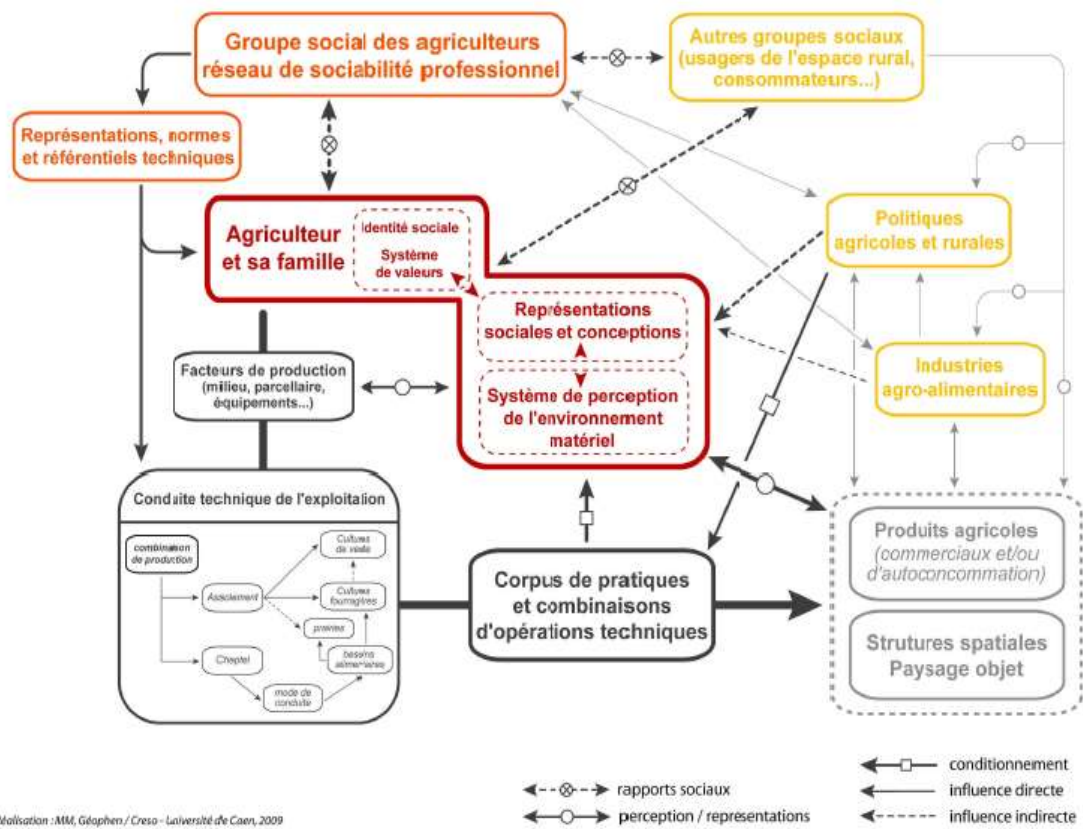 Groupe social des agriculteurs
réseau de sociabilité professionnel
Autres groupes sociaux
(usagers de l'espace rural,
consommateurs...)
Représentations, normes
et référentiels techniques
Agriculteur
et sa famille
Identité sociale
Système
de valeurs
Politiques
agricoles et rurales
Représentations
sociales et conceptions
Facteurs de production
(milieu, parcellaire,
équipements...)
Système de perception
de l'environnement
matériel
Industries
agro-alimentaires
Conduite technique de l'exploitation
combinaison
de production
Cultures
de vente
Assolement
Cultures
fourragères
prairies
Cheptel
besoins
alimentaires
mode de
conduite
Corpus de pratiques
et combinaisons
d'opérations techniques
Produits agricoles
(commerciaux et/ou
d'autoconcommation)
Strutures spatiales
Paysage objet
conditionnement
rapports sociaux
influence directe
perception / representations
influence indirecte
Réalisation : MM, Géophen / Creso - Université de Caen, 2009